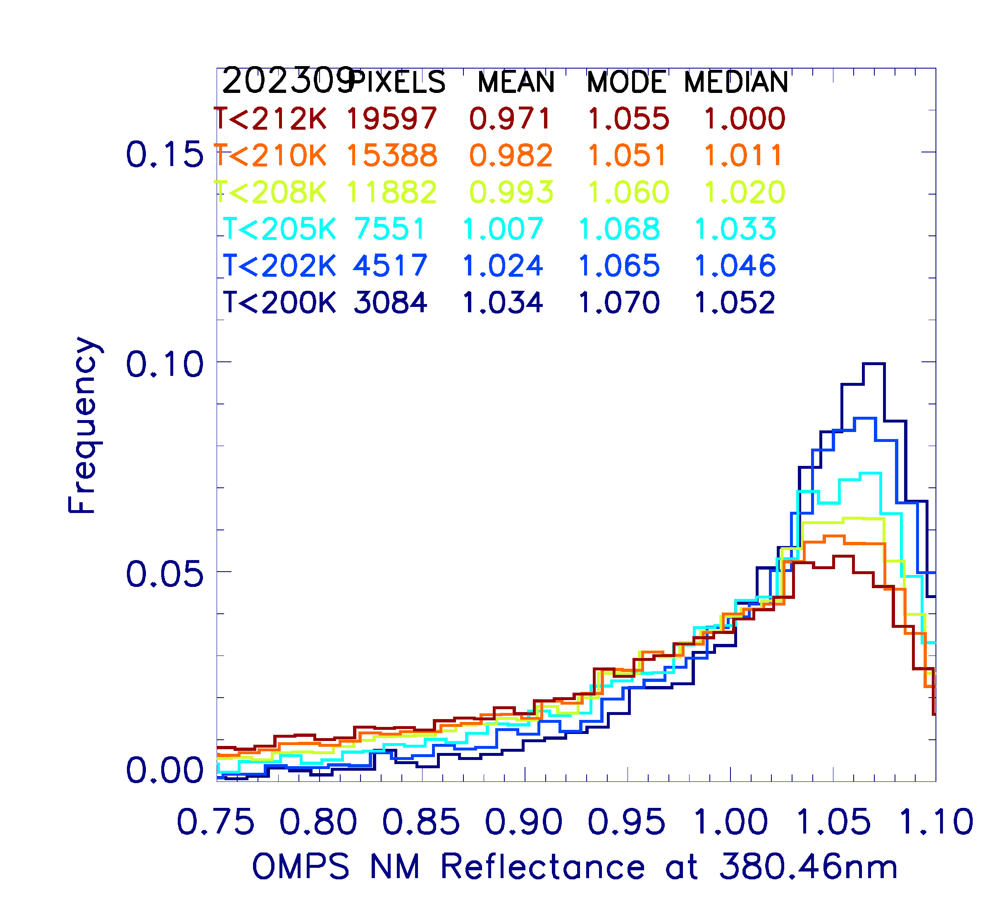 202309 PIXELS MEAN MODE MEDIAN
T<212K 19597 0.971 1.055 1.000
T<210K 15388 0.982 1.051 1.011
T<208K 11882 0.993 1.060 1.020
T<205K 7551 1.007 1.068 1.033
T<202K 4517 1.024 1.065 1.046
T<200K 3084 1.034 1.070 1.052
0.15
0.10
0.05
0.00
Frequency
0.75 0.80 0.85 0.90 0.95 1.00 1.05 1.10
OMPS NM Reflectance at 380.46nm